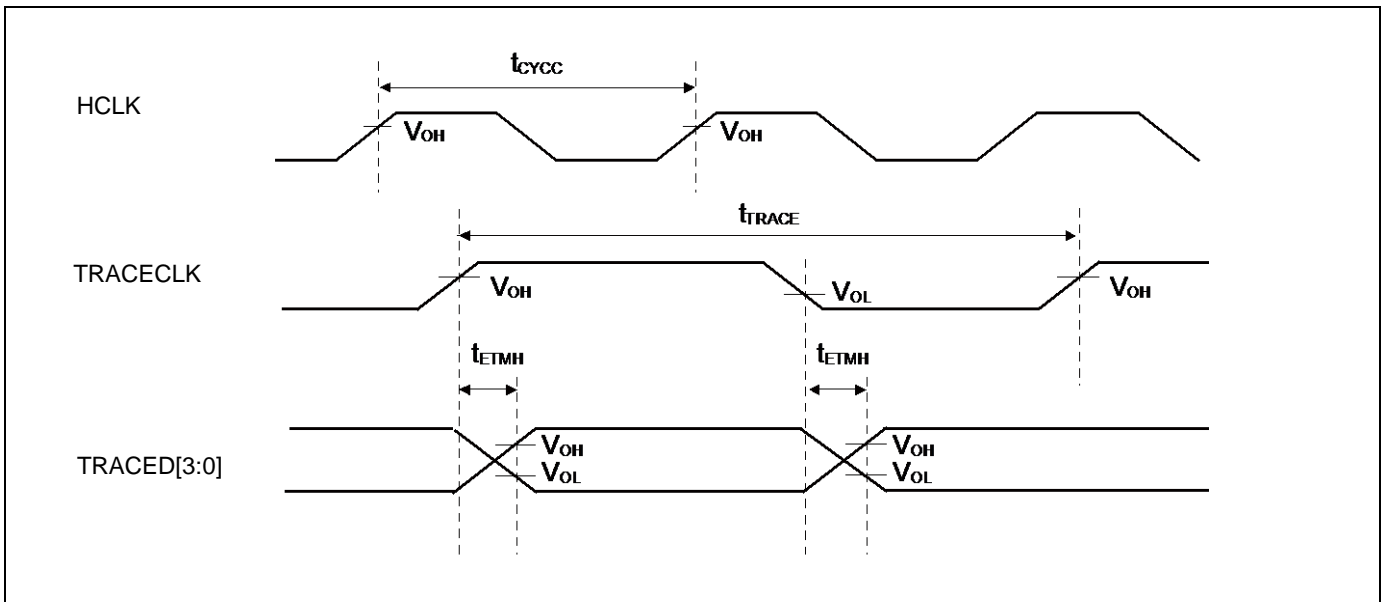 tCYCC
HCLK
VOH VOH
tTRACE
TRACECLK
VOH VOL VOH
tETMH tETMH
TRACED[3:0]
VOH VOH
VOL VOL